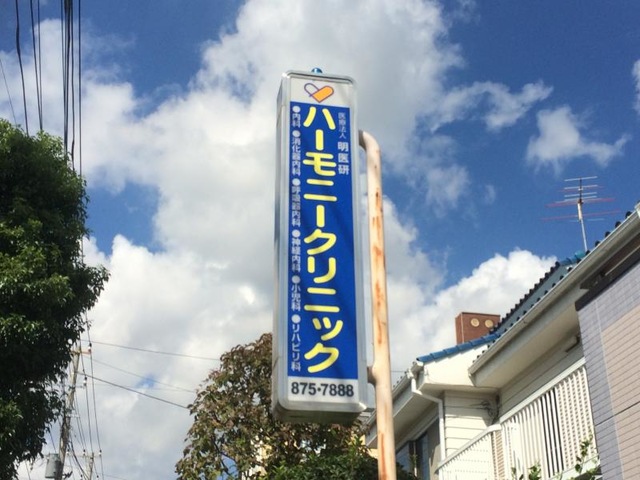 医療法人 明医研
ハーモニークリニック
●内科●消化器内科●呼吸器内科●神経内科●小児科●リハビリ科
875-7888